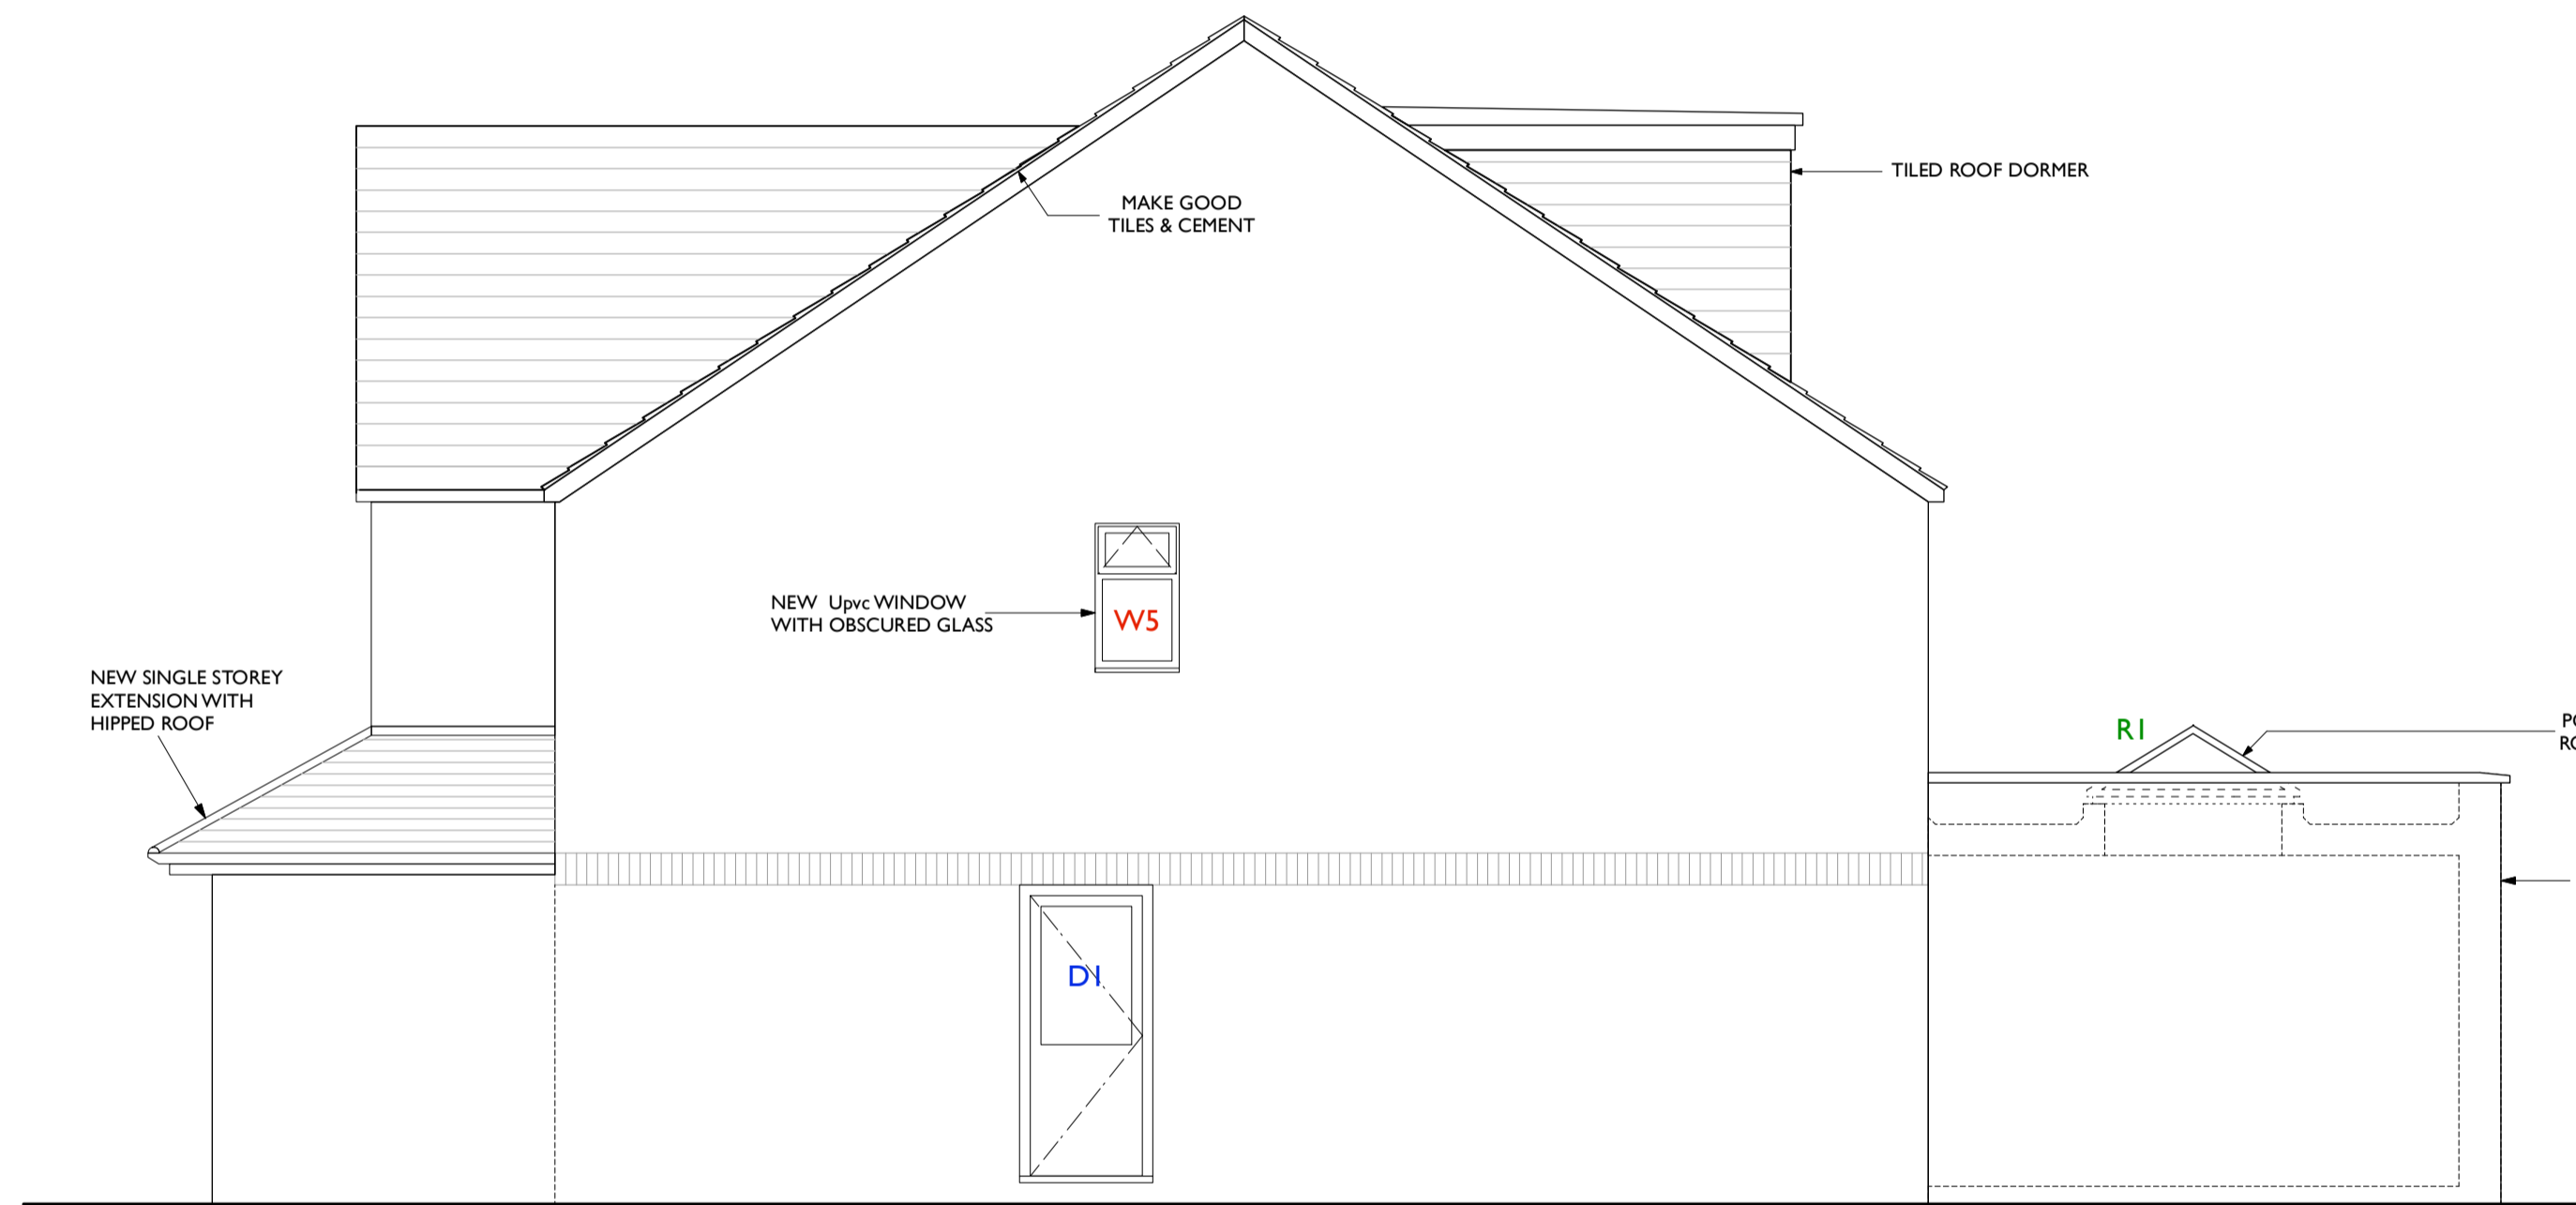 TILED ROOF DORMER
MAKE GOOD
TILES & CEMENT
NEW Upvc WINDOW
WITH OBSCURED GLASS
W5
NEW SINGLE STOREY
EXTENSION WITH
HIPPED ROOF
R1
D1